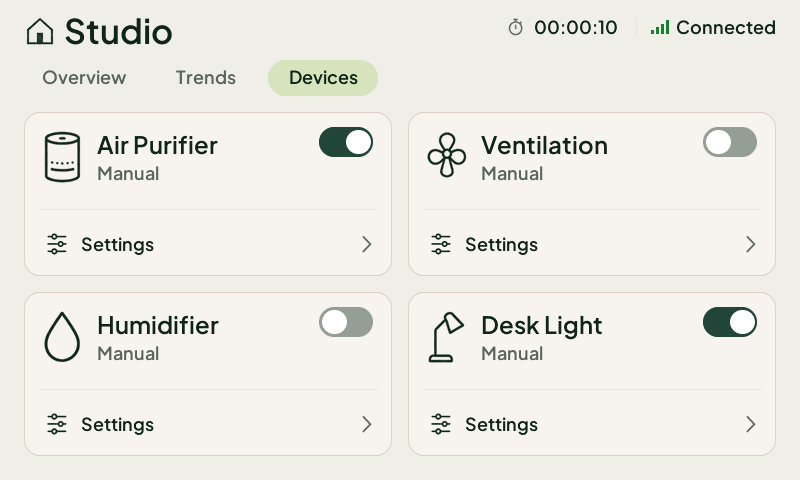 Studio
00:00:10
Connected
Overview
Trends
Devices
Air Purifier
Manual
Settings
Ventilation
Manual
Settings
Humidifier
Manual
Settings
Desk Light
Manual
Settings